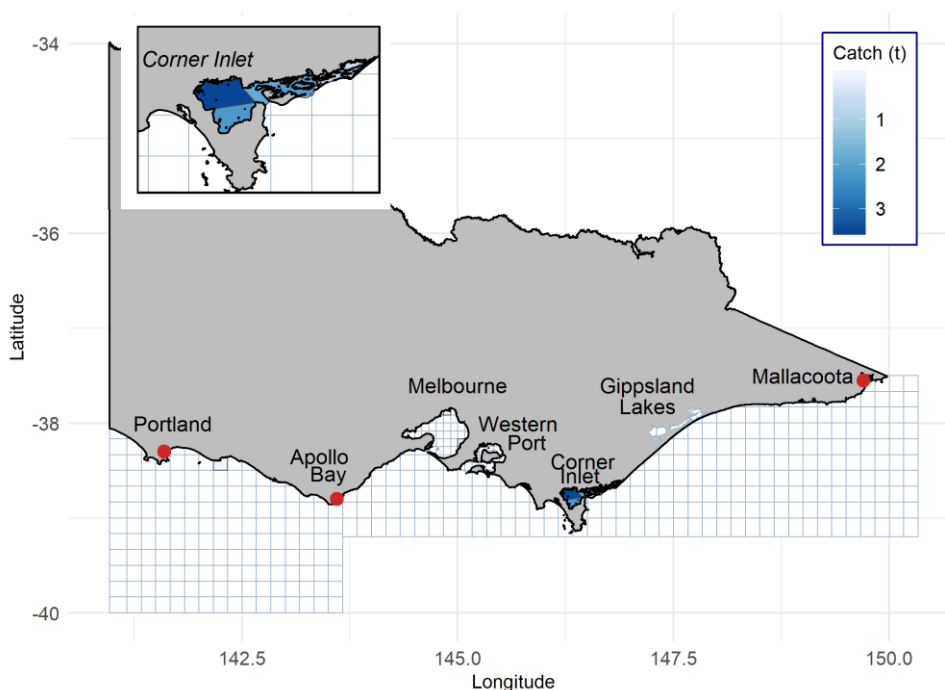 -34
-36
-38
-40
Latitude
Corner Inlet
Catch (t)
1
2
3
Melbourne
Gippsland
Lakes
Mallacoota
Portland
Western
Port
Apollo
Bay
Corner
Inlet
142.5
145.0
147.5
150.0
Longitude